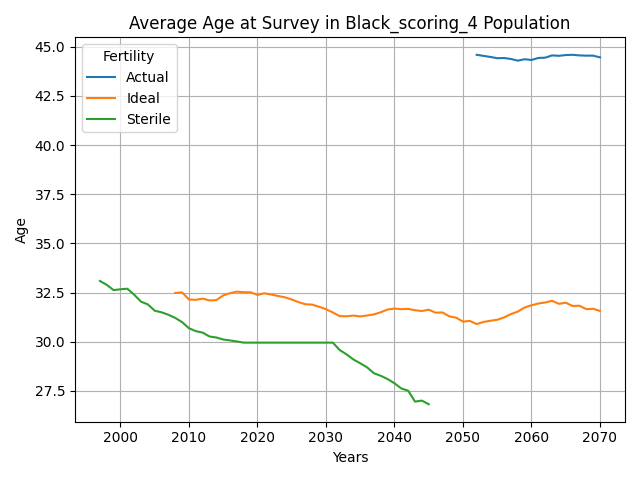 Average Age at Survey in Black_scoring_4 Population
Fertility
Actual
Ideal
Sterile
45.0
42.5
40.0
37.5
35.0
32.5
30.0
27.5
Age
2000 2010 2020 2030 2040 2050 2060 2070
Years